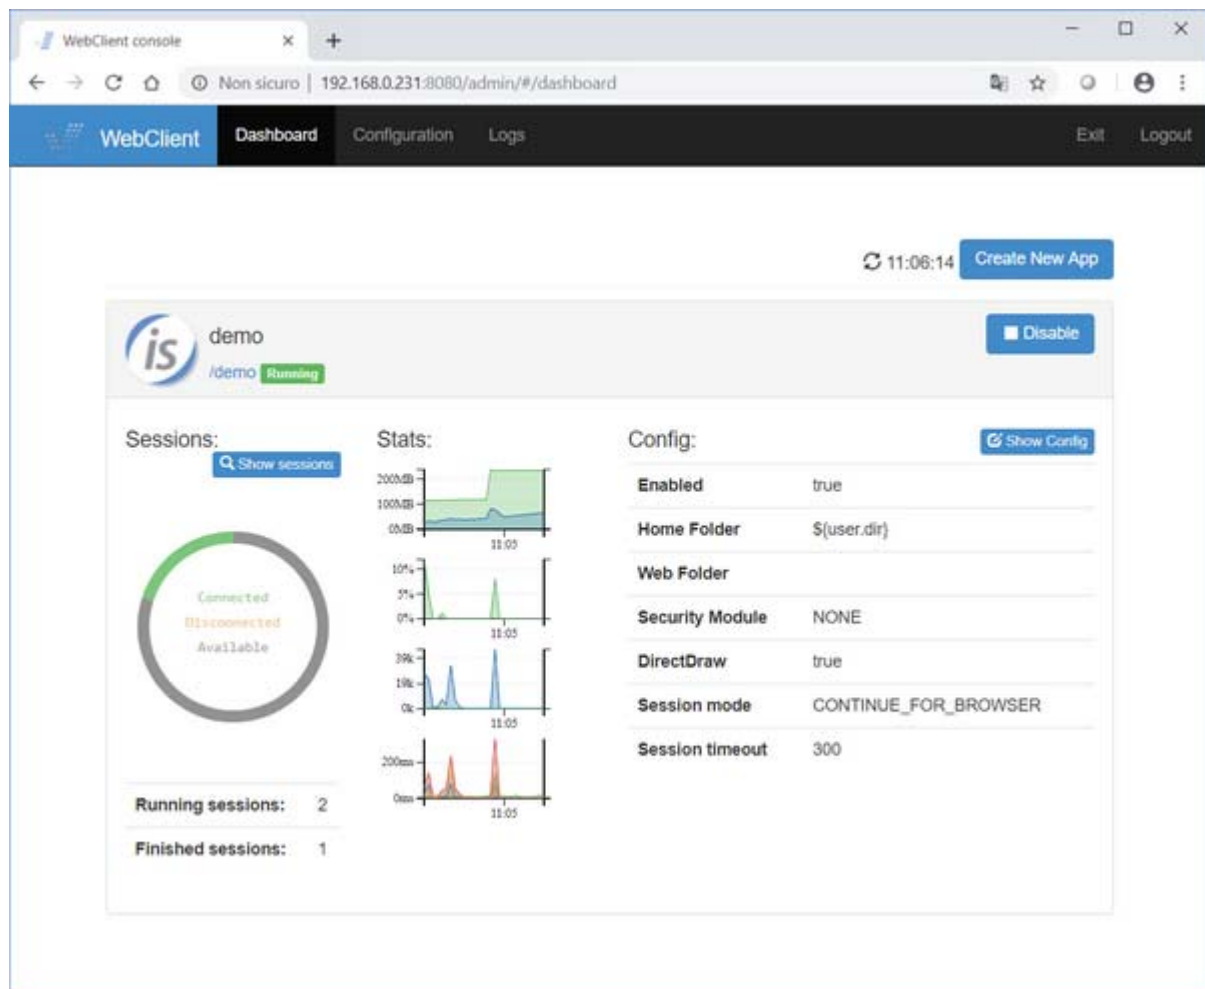 WebClient console
Non sicuro | 192.168.0.231:8080/admin/#/dashboard
WebClient Dashboard Configuration Logs Exit Logout
11:06:14 Create New App
is
demo
Disable
/demo Running
Sessions:
Show sessions
Connected
Disconnected
Available
Running sessions: 2
Finished sessions: 1
Stats:
200MB
100MB
0MB
11:05
10%
5%
0%
11:05
39k
19k
0k
11:05
200ms
0ms
11:05
Config:
Show Config
Enabled true
Home Folder ${user.dir}
Web Folder
Security Module NONE
DirectDraw true
Session mode CONTINUE_FOR_BROWSER
Session timeout 300